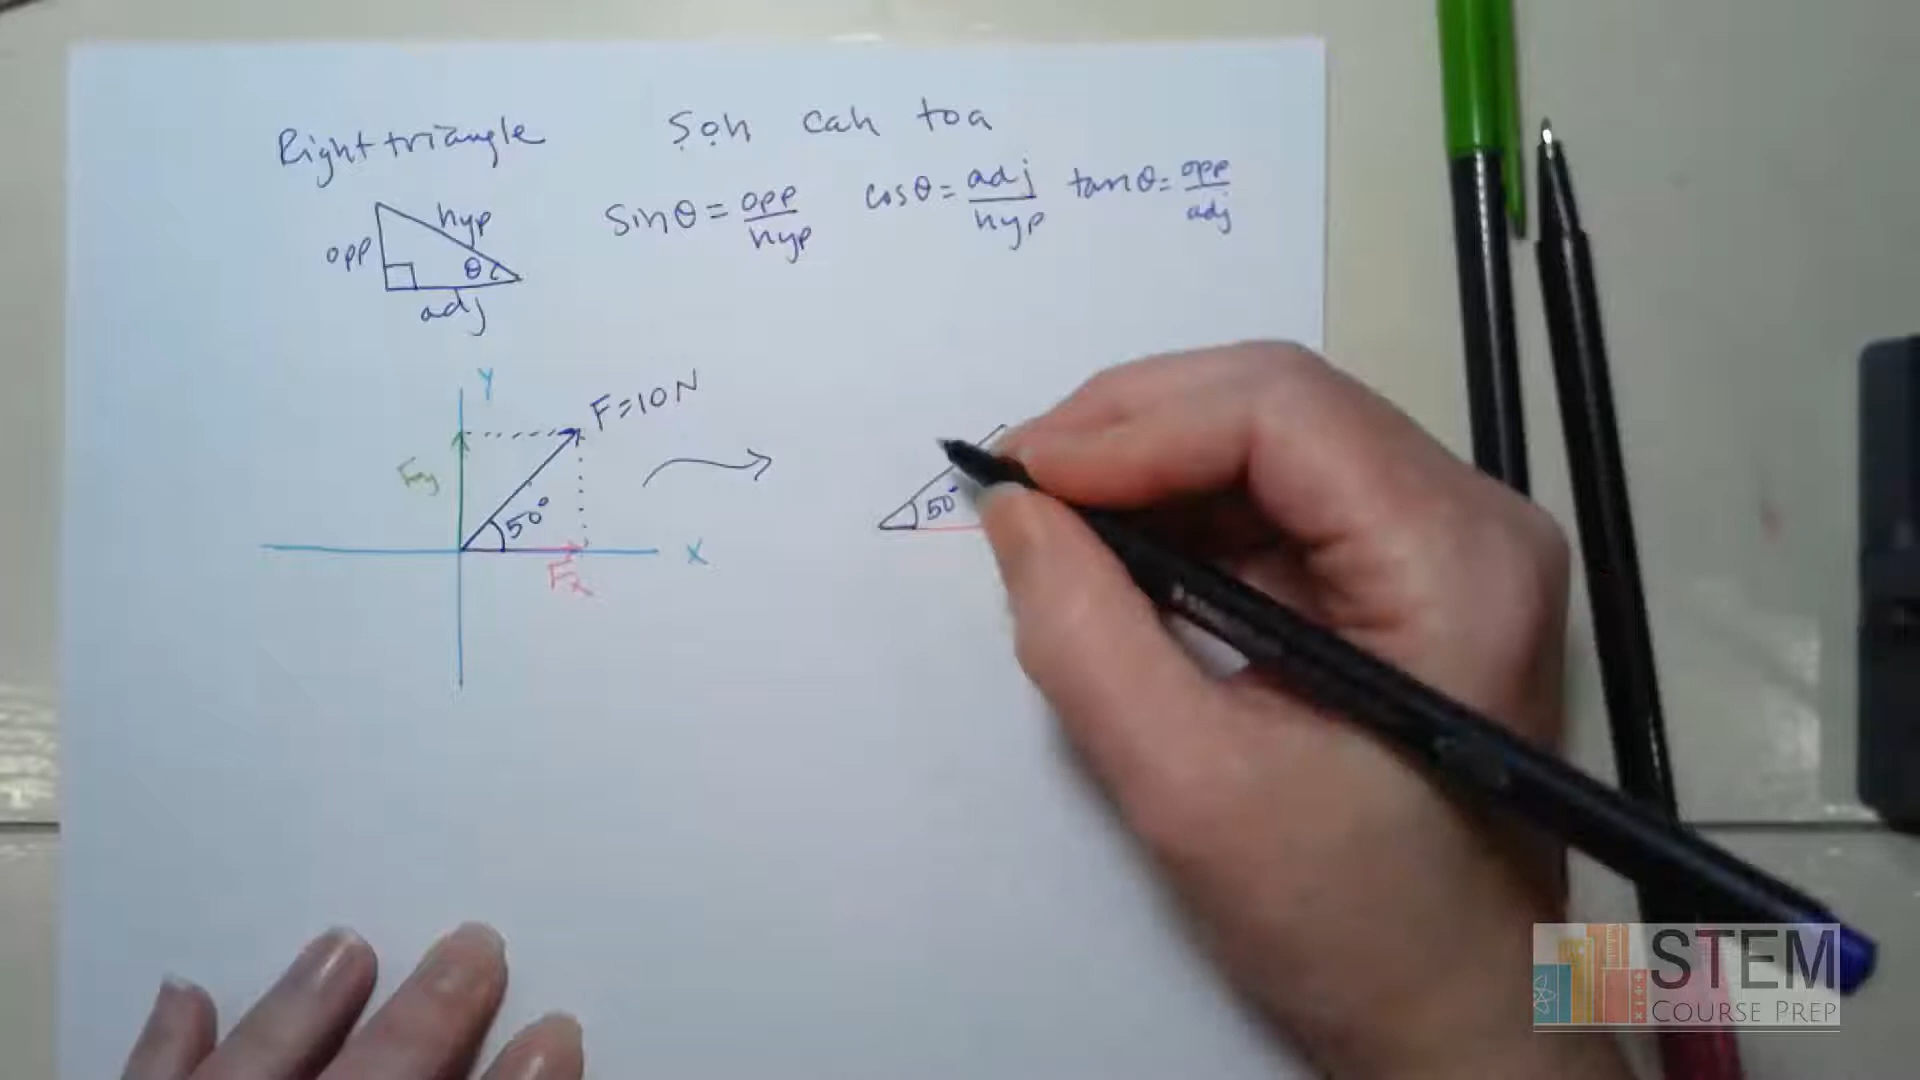 Right triangle
Soh cah toa
sinθ = opp/hyp
cosθ = adj/hyp
tanθ = opp/adj
hyp
opp
θ
adj
Y
F=10N
Fy
50°
X
Fx
50°
STEM
COURSE PREP